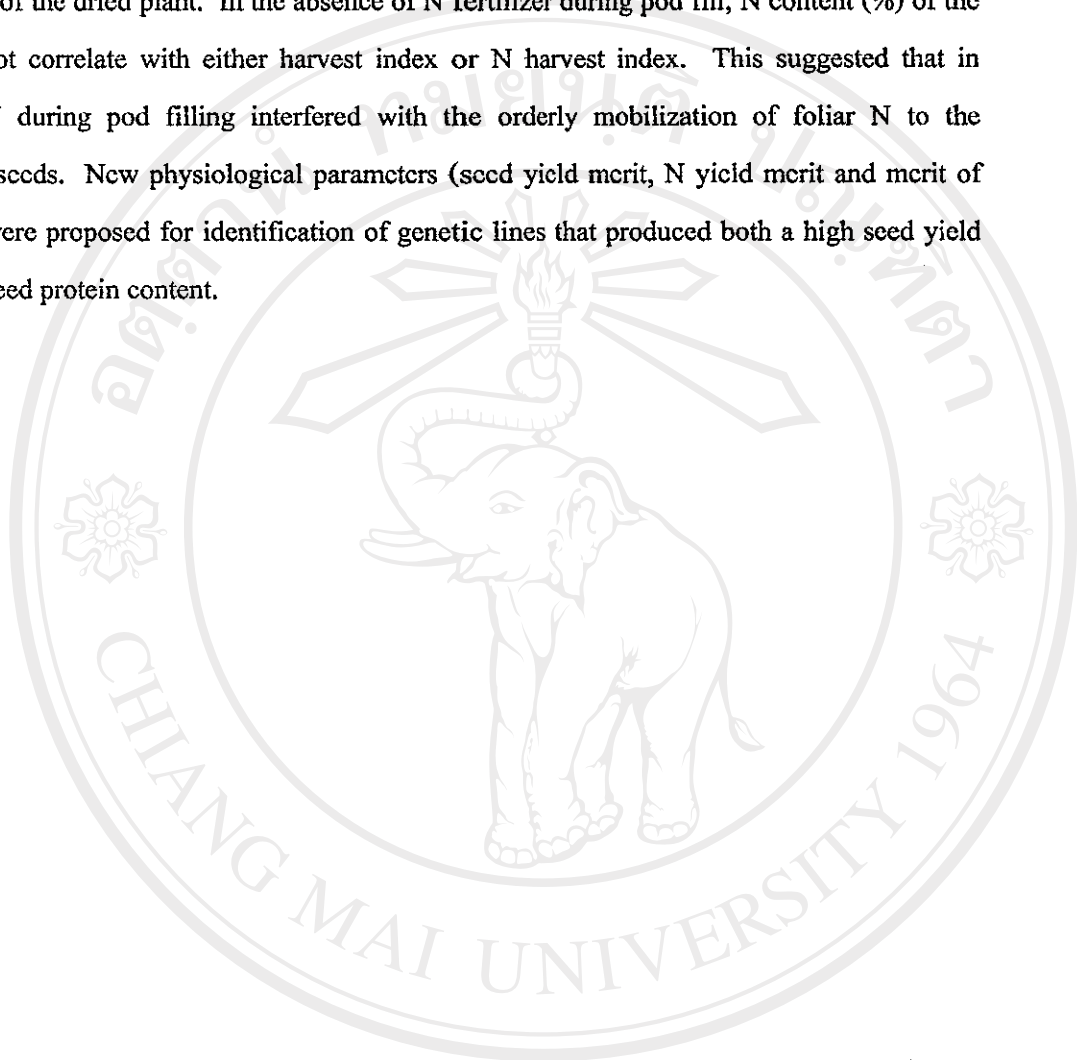 of the dried plant. In the absence of N fertilizer during pod fill, N content (%) of the
ot correlate with either harvest index or N harvest index. This suggested that in
during pod filling interfered with the orderly mobilization of foliar N to the
seeds. New physiological parameters (seed yield merit, N yield merit and merit of
ere proposed for identification of genetic lines that produced both a high seed yield
eed protein content.
CHIANG MAI UNIVERSITY 1964